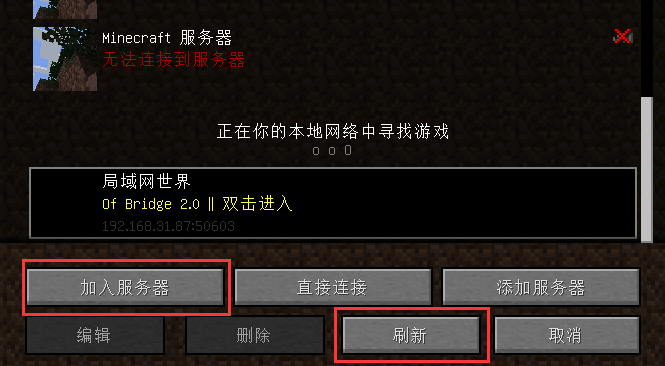 Minecraft 服务器
无法连接到服务器
正在你的本地网络中寻找游戏
o o O
局域网世界
Of Bridge 2.0 ‖ 双击进入
192.168.31.87:50603
加入服务器
直接连接
添加服务器
编辑
删除
刷新
取消